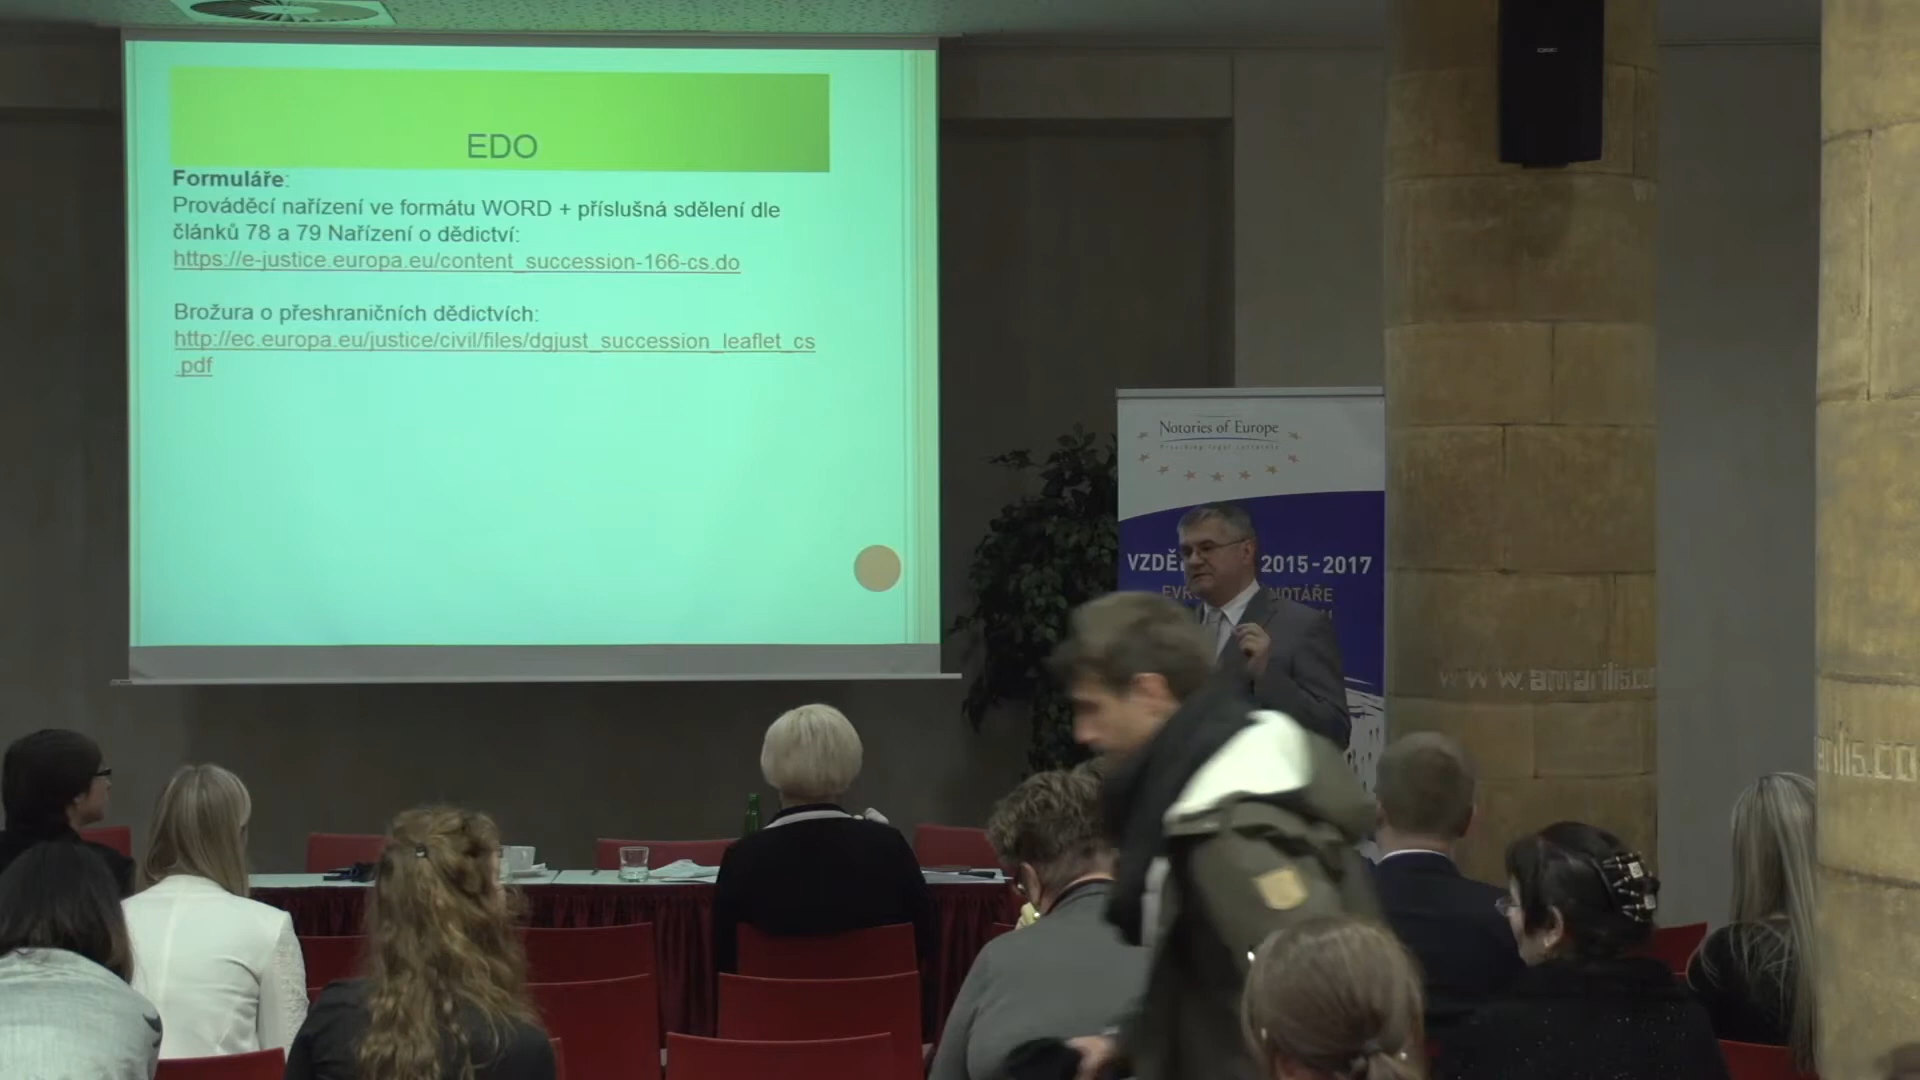 EDO
Formuláře:
Prováděcí nařízení ve formátu WORD + příslušná sdělení dle
článků 78 a 79 Nařízení o dědictví:
https://e-justice.europa.eu/content_succession-166-cs.do
Brožura o přeshraničních dědictvích:
http://ec.europa.eu/justice/civil/files/dgjust_succession_leaflet_cs
.pdf
Notaries of Europe
VZDĚ 2015-2017
EVR NOTÁŘE
www.amarilis.c
arilis.co